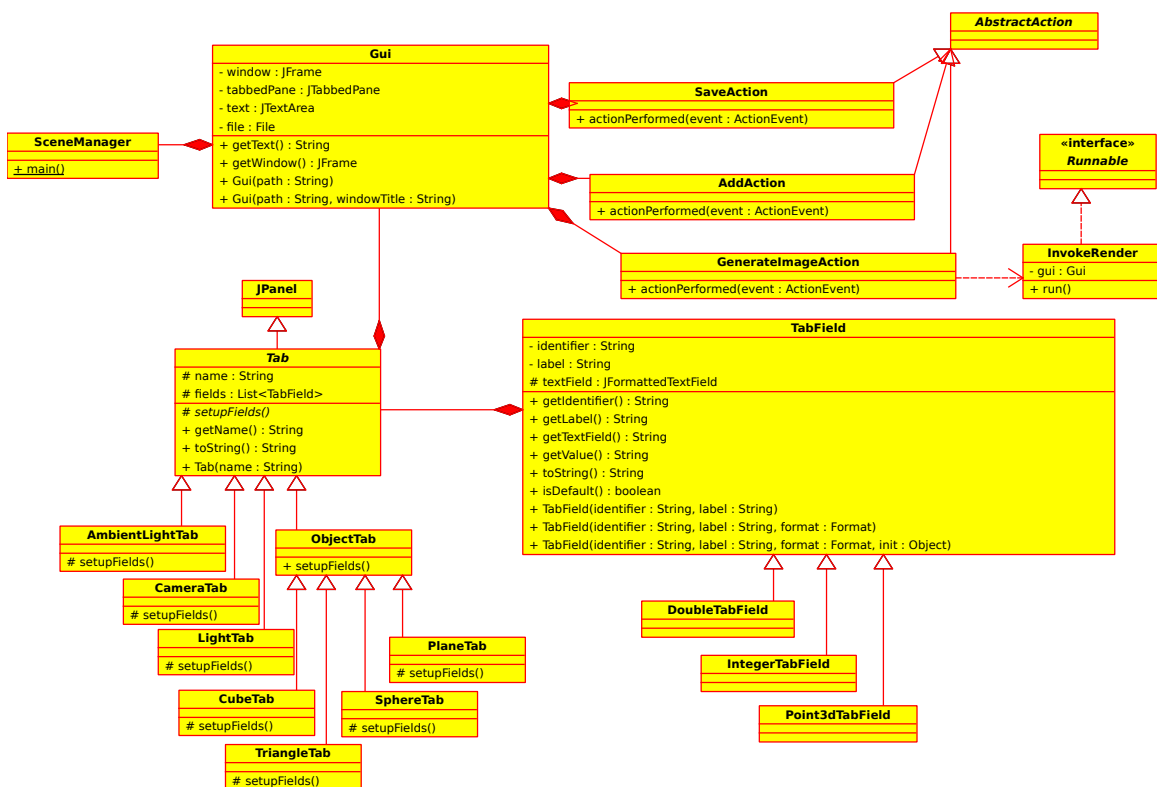 AbstractAction
Gui
- window : JFrame
- tabbedPane : JTabbedPane
- text : JTextArea
- file : File
+ getText() : String
+ getWindow() : JFrame
+ Gui(path : String)
+ Gui(path : String, windowTitle : String)
SaveAction
+ actionPerformed(event : ActionEvent)
SceneManager
+ main()
«interface»
Runnable
AddAction
+ actionPerformed(event : ActionEvent)
GenerateImageAction
+ actionPerformed(event : ActionEvent)
InvokeRender
- gui : Gui
+ run()
JPanel
Tab
# name : String
# fields : List<TabField>
# setupFields()
+ getName() : String
+ toString() : String
+ Tab(name : String)
TabField
- identifier : String
- label : String
# textField : JFormattedTextField
+ getIdentifier() : String
+ getLabel() : String
+ getTextField() : String
+ getValue() : String
+ toString() : String
+ isDefault() : boolean
+ TabField(identifier : String, label : String)
+ TabField(identifier : String, label : String, format : Format)
+ TabField(identifier : String, label : String, format : Format, init : Object)
AmbientLightTab
# setupFields()
ObjectTab
+ setupFields()
CameraTab
# setupFields()
LightTab
# setupFields()
PlaneTab
# setupFields()
CubeTab
# setupFields()
SphereTab
# setupFields()
TriangleTab
# setupFields()
DoubleTabField
IntegerTabField
Point3dTabField